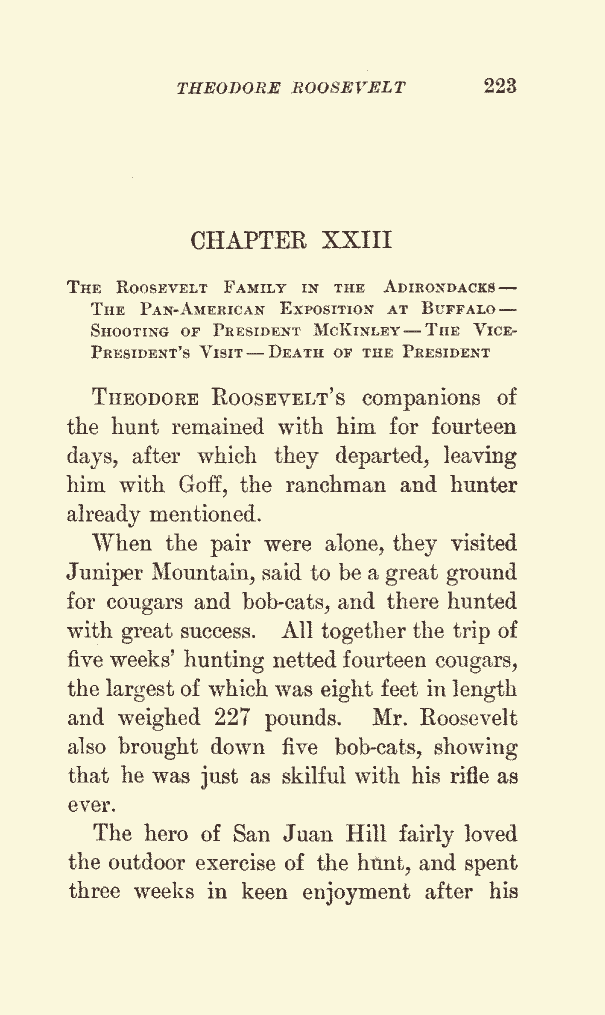 THEODORE ROOSEVELT 223
CHAPTER XXIII
The Roosevelt Family in the Adirondacks—
The Pan-American Exposition at Buffalo—
Shooting of President McKinley—The Vice-
President's Visit—Death of the President
Theodore Roosevelt's companions of
the hunt remained with him for fourteen
days, after which they departed, leaving
him with Goff, the ranchman and hunter
already mentioned.
When the pair were alone, they visited
Juniper Mountain, said to be a great ground
for cougars and bob-cats, and there hunted
with great success. All together the trip of
five weeks' hunting netted fourteen cougars,
the largest of which was eight feet in length
and weighed 227 pounds. Mr. Roosevelt
also brought down five bob-cats, showing
that he was just as skilful with his rifle as
ever.
The hero of San Juan Hill fairly loved
the outdoor exercise of the hunt, and spent
three weeks in keen enjoyment after his